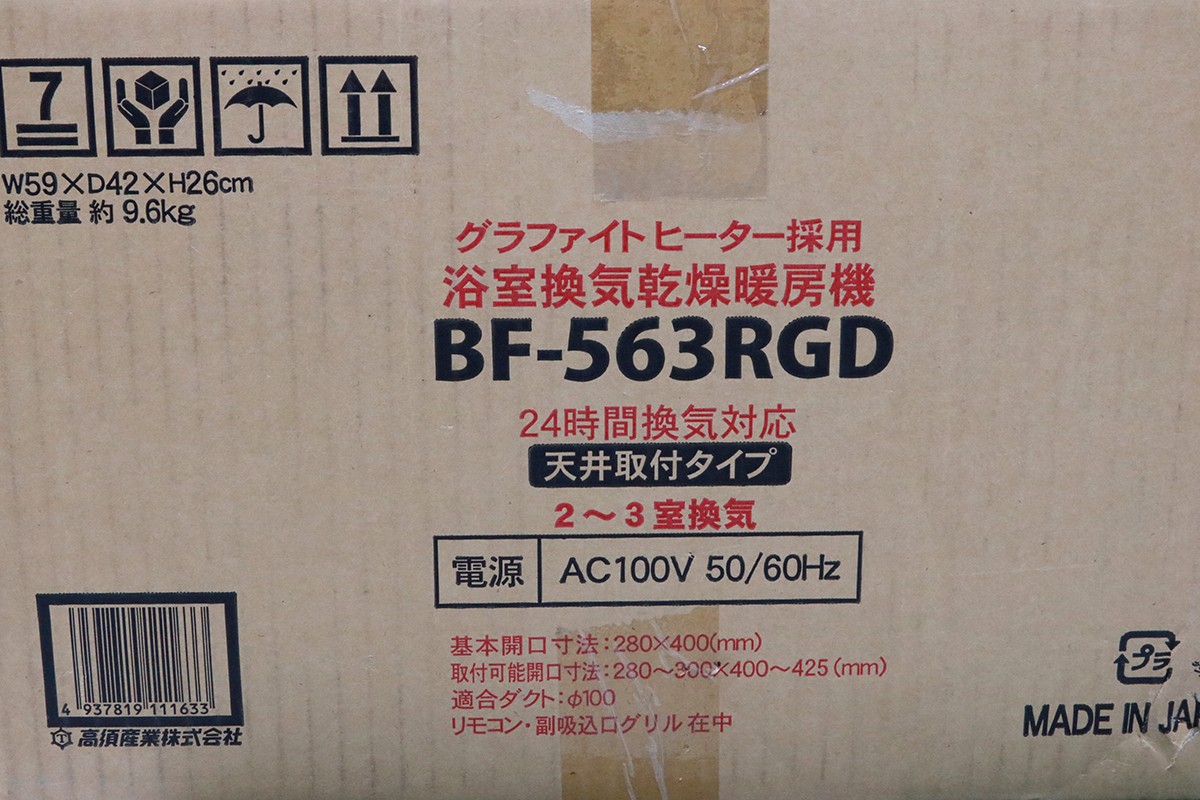 7
W59×D42×H26cm
総重量 約 9.6kg
グラファイトヒーター採用
浴室換気乾燥暖房機
BF-563RGD
24時間換気対応
天井取付タイプ
2〜3室換気
電源 AC100V 50/60Hz
基本開口寸法:280×400(mm)
取付可能開口寸法:280〜300×400〜425(mm)
適合ダクト:φ100
リモコン・副吸込口グリル在中
4 937819 111633
高須産業株式会社
プラ
MADE IN